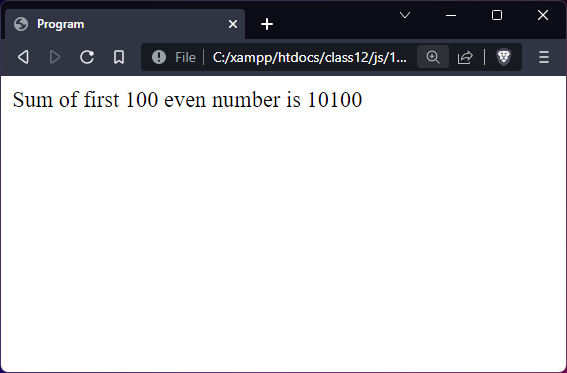 Program
File C:/xampp/htdocs/class12/js/1...
Sum of first 100 even number is 10100